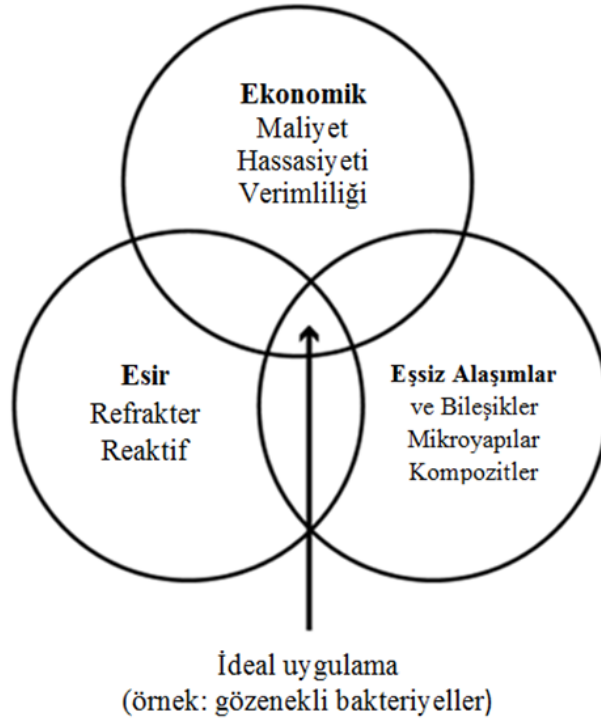 Ekonomik
Maliyet
Hassasiyeti
Verimliliği
Esir
Refrakter
Reaktif
Eşsiz Alaşımlar
ve Bileşikler
Mikroyapılar
Kompozitler
İdeal uygulama
(örnek: gözenekli bakteriyeller)